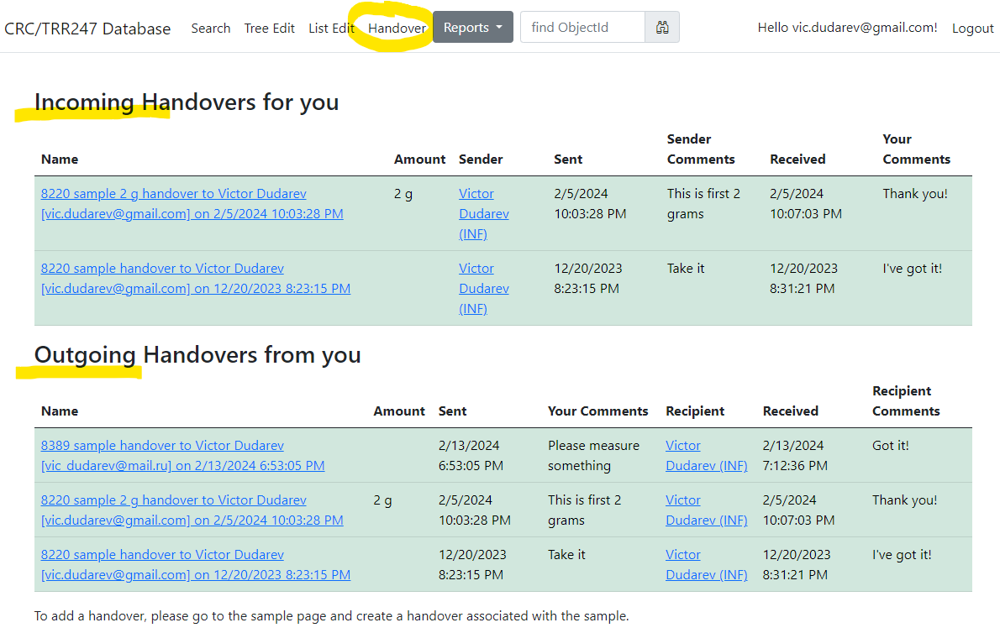 CRC/TRR247 Database Search Tree Edit List Edit Handover Reports find ObjectId Hello vic.dudarev@gmail.com! Logout
Incoming Handovers for you
Name Amount Sender Sent Sender Comments Received Your Comments
8220 sample 2 g handover to Victor Dudarev [vic.dudarev@gmail.com] on 2/5/2024 10:03:28 PM 2 g Victor Dudarev (INF) 2/5/2024 10:03:28 PM This is first 2 grams 2/5/2024 10:07:03 PM Thank you!
8220 sample handover to Victor Dudarev [vic.dudarev@gmail.com] on 12/20/2023 8:23:15 PM Victor Dudarev (INF) 12/20/2023 8:23:15 PM Take it 12/20/2023 8:31:21 PM I've got it!
Outgoing Handovers from you
Name Amount Sent Your Comments Recipient Received Recipient Comments
8389 sample handover to Victor Dudarev [vic_dudarev@mail.ru] on 2/13/2024 6:53:05 PM 2/13/2024 6:53:05 PM Please measure something Victor Dudarev (INF) 2/13/2024 7:12:36 PM Got it!
8220 sample 2 g handover to Victor Dudarev [vic.dudarev@gmail.com] on 2/5/2024 10:03:28 PM 2 g 2/5/2024 10:03:28 PM This is first 2 grams Victor Dudarev (INF) 2/5/2024 10:07:03 PM Thank you!
8220 sample handover to Victor Dudarev [vic.dudarev@gmail.com] on 12/20/2023 8:23:15 PM 12/20/2023 8:23:15 PM Take it Victor Dudarev (INF) 12/20/2023 8:31:21 PM I've got it!
To add a handover, please go to the sample page and create a handover associated with the sample.